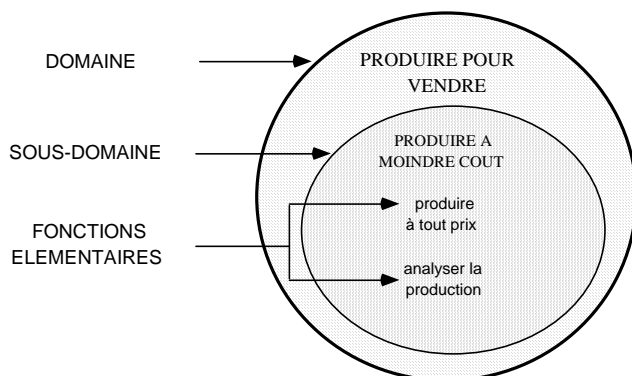 DOMAINE
PRODUIRE POUR
VENDRE
SOUS-DOMAINE
PRODUIRE A
MOINDRE COUT
FONCTIONS
ELEMENTAIRES
produire
à tout prix
analyser la
production